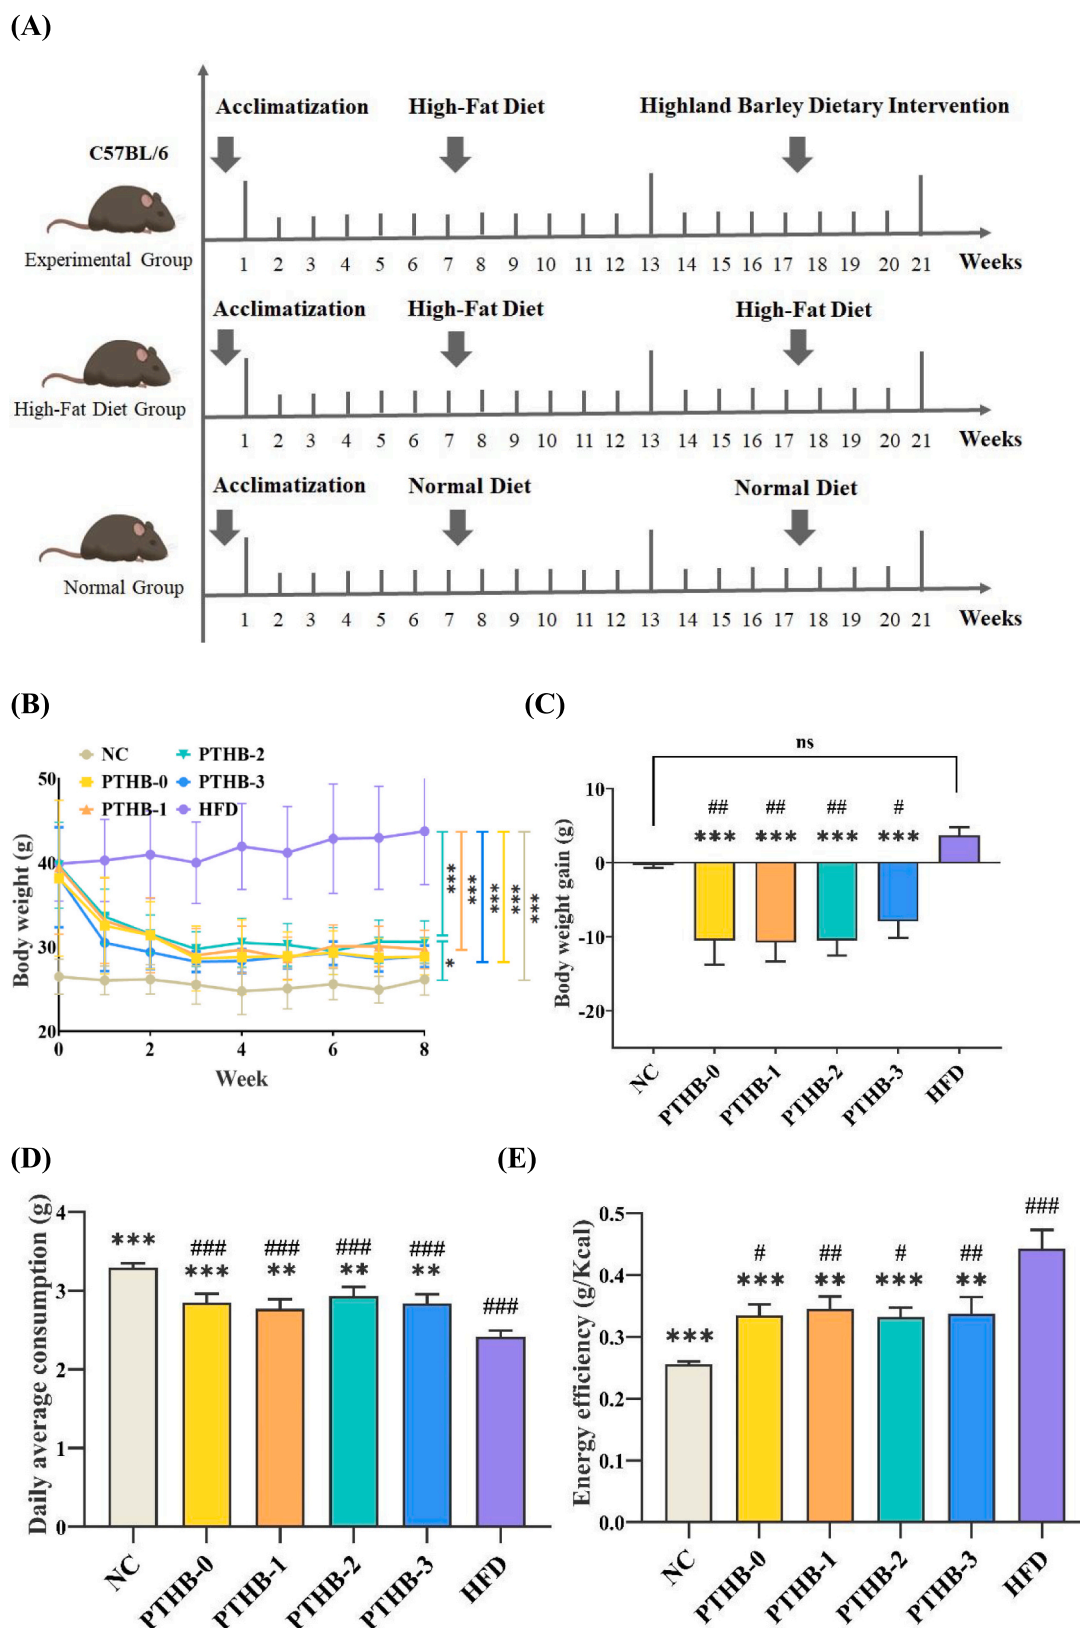 (A)
Acclimatization High-Fat Diet Highland Barley Dietary Intervention
C57BL/6
Experimental Group
1 2 3 4 5 6 7 8 9 10 11 12 13 14 15 16 17 18 19 20 21 Weeks
Acclimatization High-Fat Diet High-Fat Diet
High-Fat Diet Group
1 2 3 4 5 6 7 8 9 10 11 12 13 14 15 16 17 18 19 20 21 Weeks
Acclimatization Normal Diet Normal Diet
Normal Group
1 2 3 4 5 6 7 8 9 10 11 12 13 14 15 16 17 18 19 20 21 Weeks
(B)
NC PTHB-2
PTHB-0 PTHB-3
PTHB-1 HFD
Body weight (g)
50
40
30
20
0 2 4 6 8
Week
***
***
***
***
***
*
(C)
ns
Body weight gain (g)
10
0
-10
-20
## ## ## #
*** *** *** ***
NC PTHB-0 PTHB-1 PTHB-2 PTHB-3 HFD
(D)
Daily average consumption (g)
4
3
2
1
0
*** ### ### ### ### ###
*** ** ** **
NC PTHB-0 PTHB-1 PTHB-2 PTHB-3 HFD
(E)
Energy efficiency (g/Kcal)
0.5
0.4
0.3
0.2
0.1
0.0
# ## # ## ###
*** *** ** *** **
NC PTHB-0 PTHB-1 PTHB-2 PTHB-3 HFD